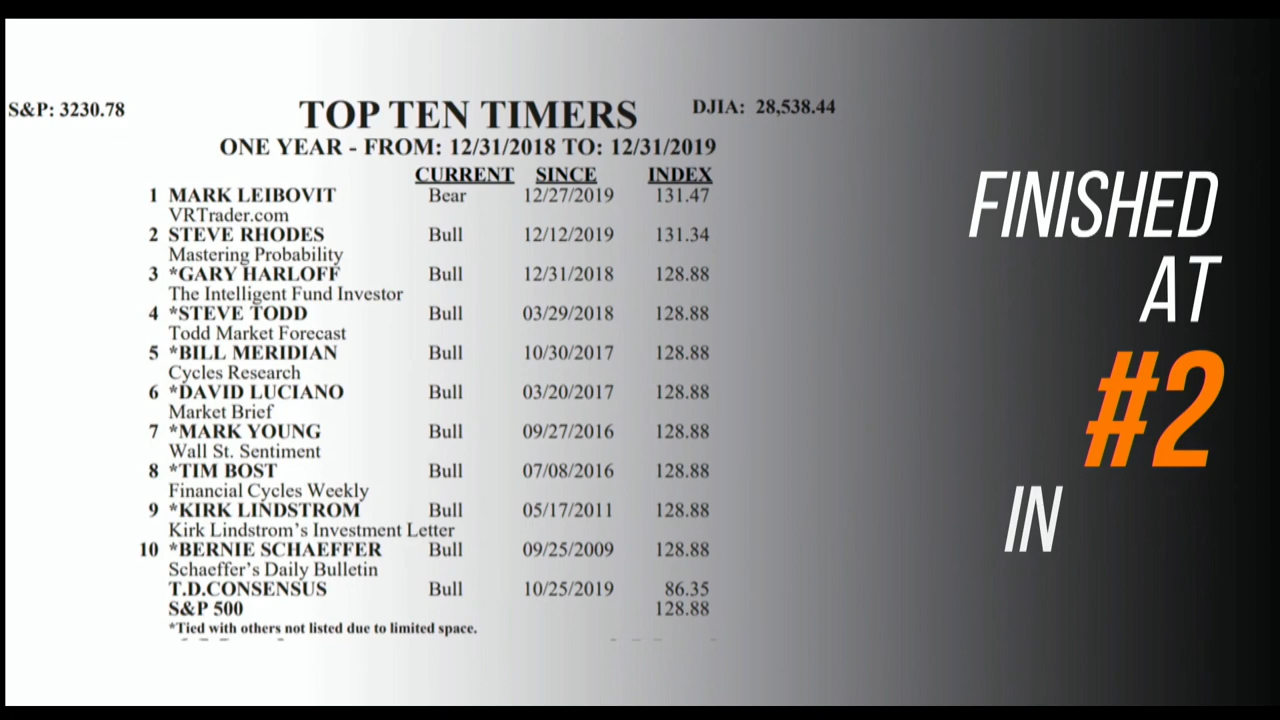 S&P: 3230.78
TOP TEN TIMERS
DJIA: 28,538.44
ONE YEAR - FROM: 12/31/2018 TO: 12/31/2019
CURRENT SINCE INDEX
1 MARK LEIBOVIT Bear 12/27/2019 131.47
VRTrader.com
2 STEVE RHODES Bull 12/12/2019 131.34
Mastering Probability
3 *GARY HARLOFF Bull 12/31/2018 128.88
The Intelligent Fund Investor
4 *STEVE TODD Bull 03/29/2018 128.88
Todd Market Forecast
5 *BILL MERIDIAN Bull 10/30/2017 128.88
Cycles Research
6 *DAVID LUCIANO Bull 03/20/2017 128.88
Market Brief
7 *MARK YOUNG Bull 09/27/2016 128.88
Wall St. Sentiment
8 *TIM BOST Bull 07/08/2016 128.88
Financial Cycles Weekly
9 *KIRK LINDSTROM Bull 05/17/2011 128.88
Kirk Lindstrom's Investment Letter
10 *BERNIE SCHAEFFER Bull 09/25/2009 128.88
Schaeffer's Daily Bulletin
T.D.CONSENSUS Bull 10/25/2019 86.35
S&P 500 128.88
*Tied with others not listed due to limited space.
FINISHED
AT
#2
IN